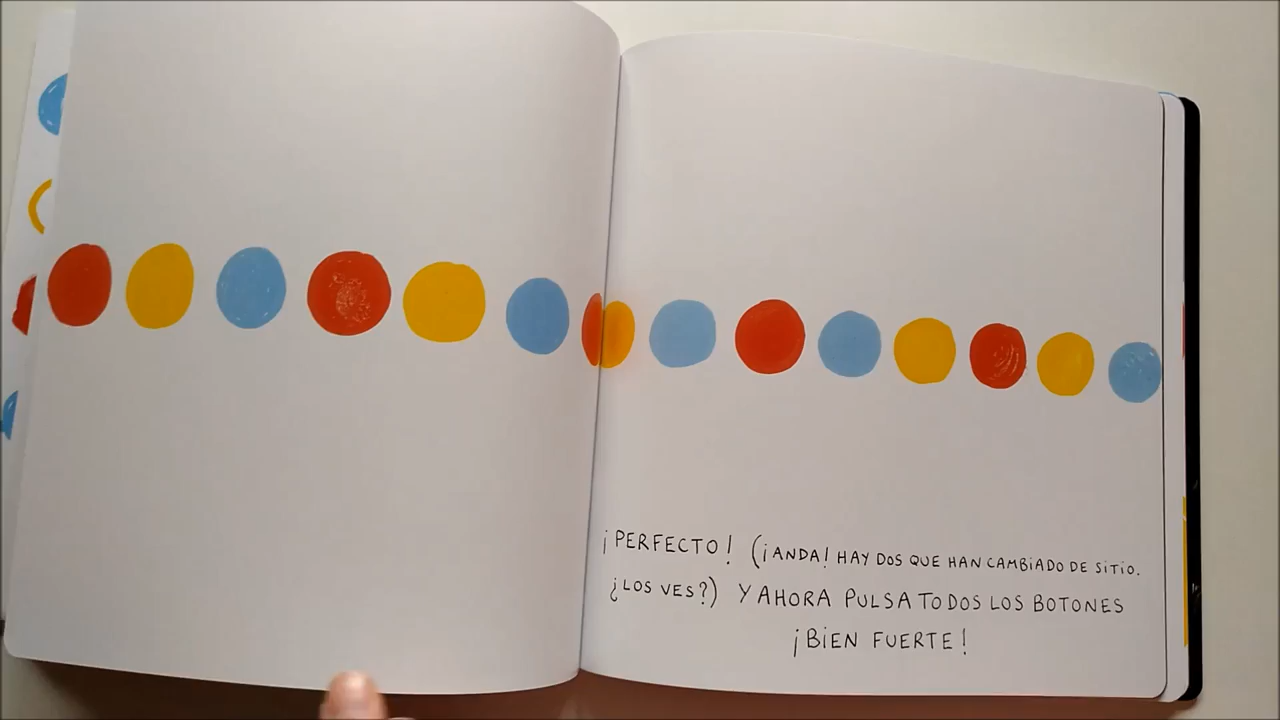 ¡PERFECTO! (¡ANDA! HAY DOS QUE HAN CAMBIADO DE SITIO.
¿LOS VES?) Y AHORA PULSA TODOS LOS BOTONES
¡BIEN FUERTE!